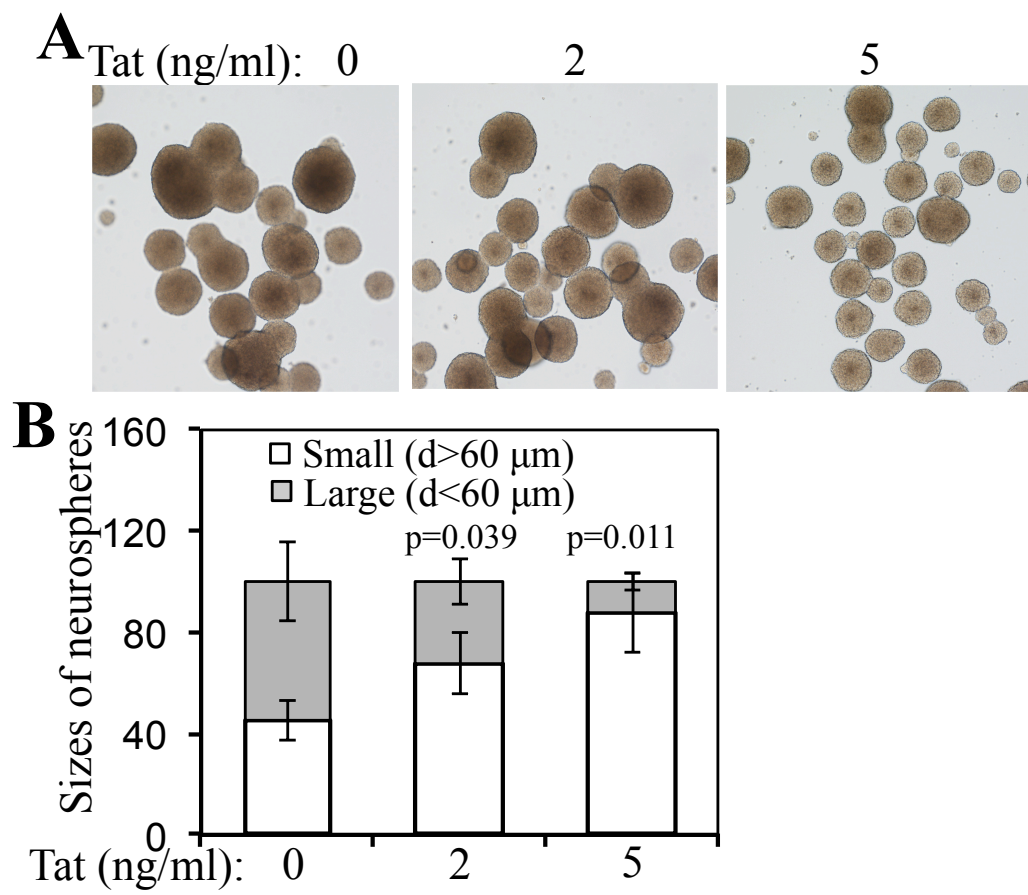 A
Tat (ng/ml): 0 2 5
B
Sizes of neurospheres
160
120
80
40
0
Small (d>60 μm)
Large (d<60 μm)
p=0.039 p=0.011
Tat (ng/ml): 0 2 5